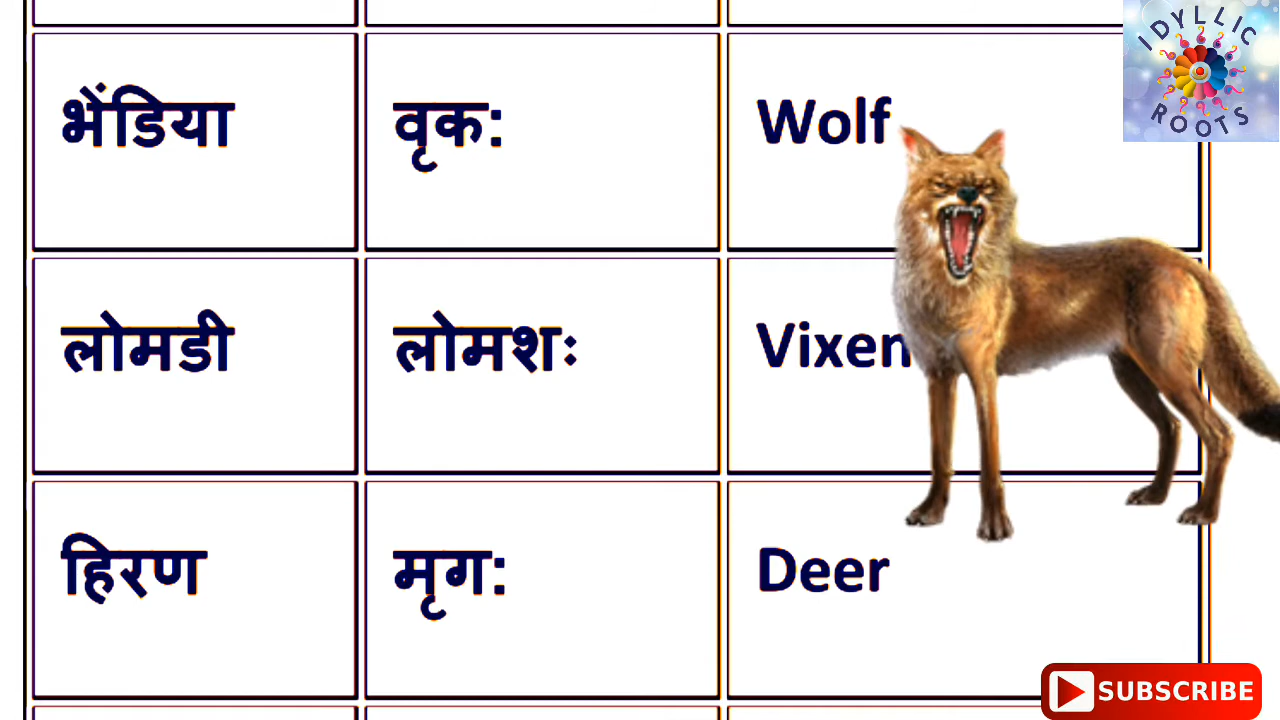 IDYLLIC
ROOTS
भेंडिया वृक: Wolf
लोमडी लोमशः Vixen
हिरण मृग: Deer
SUBSCRIBE